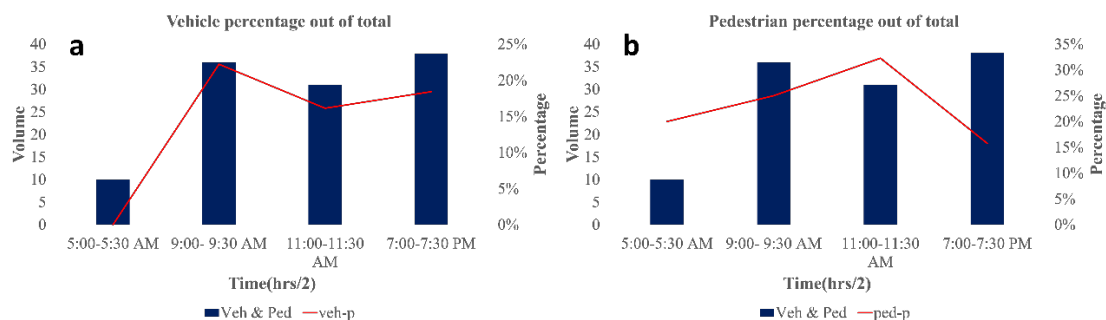 Vehicle percentage out of total
a
40
35
30
25
20
15
10
5
0
Volume
25%
20%
15%
10%
5%
0%
Percentage
5:00-5:30 AM 9:00- 9:30 AM 11:00-11:30 7:00-7:30 PM
AM
Time(hrs/2)
Veh & Ped veh-p
Pedestrian percentage out of total
b
40
35
30
25
20
15
10
5
0
Volume
35%
30%
25%
20%
15%
10%
5%
0%
Percentage
5:00-5:30 AM 9:00- 9:30 AM 11:00-11:30 7:00-7:30 PM
AM
Time(hrs/2)
Veh & Ped ped-p